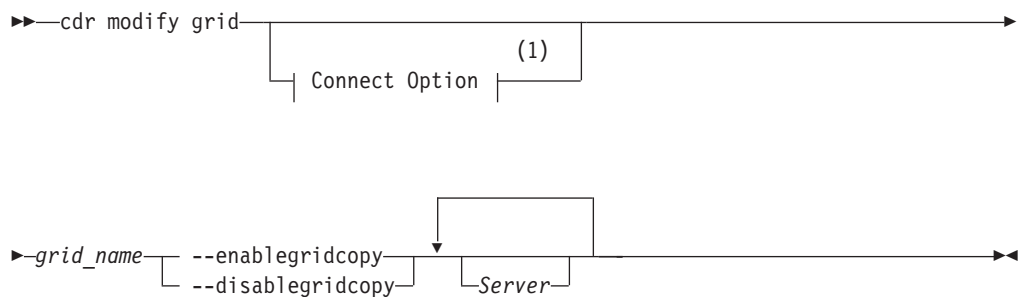 cdr modify grid
(1)
Connect Option
grid_name --enablegridcopy
--disablegridcopy Server